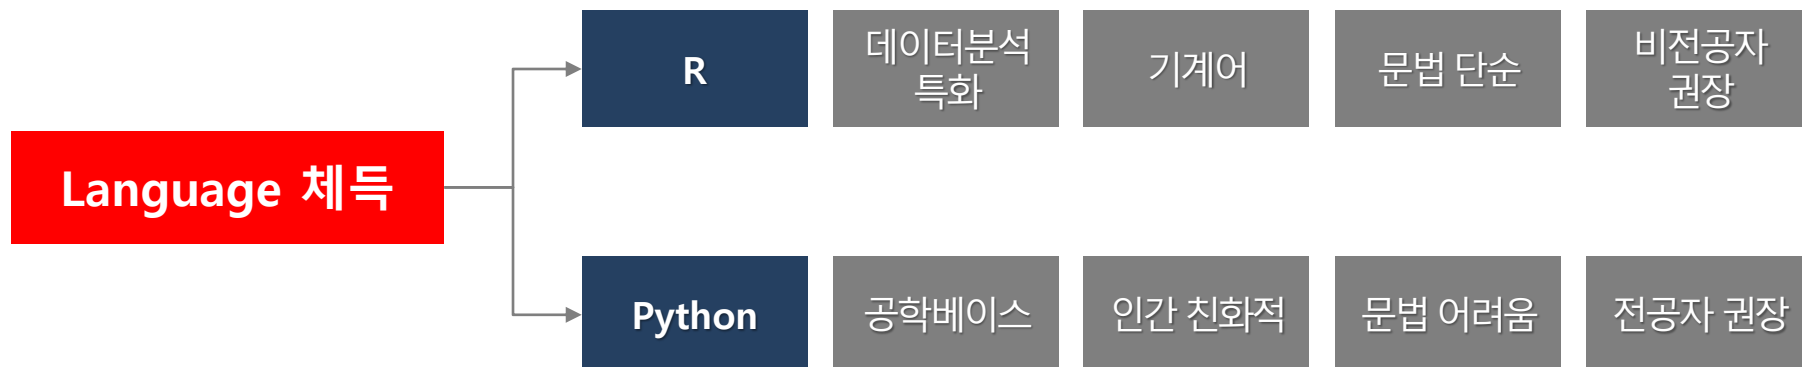 Language 체득
R
데이터분석
특화
기계어
문법 단순
비전공자
권장
Python
공학베이스
인간 친화적
문법 어려움
전공자 권장